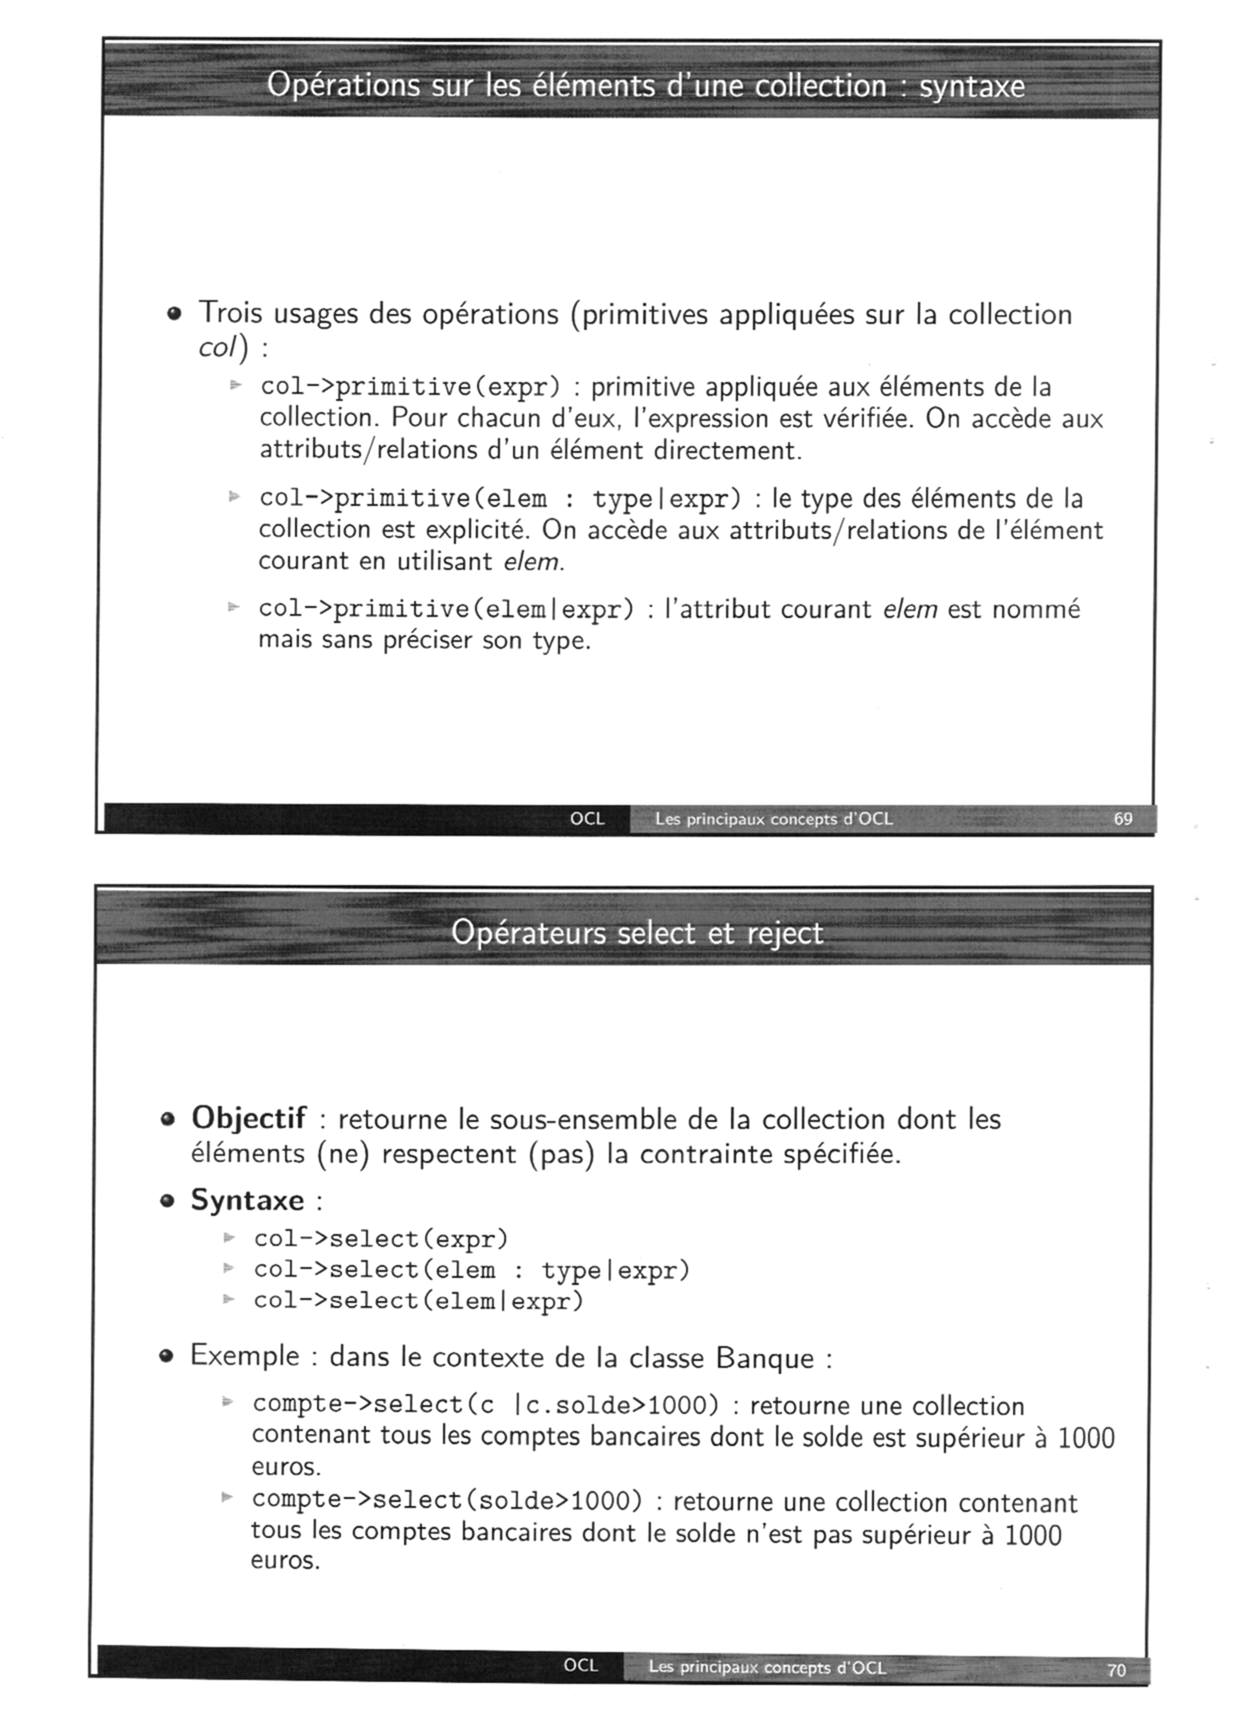 Opérations sur les éléments d'une collection : syntaxe
Trois usages des opérations (primitives appliquées sur la collection
col) :
col->primitive(expr) : primitive appliquée aux éléments de la
collection. Pour chacun d'eux, l'expression est vérifiée. On accède aux
attributs/relations d'un élément directement.
col->primitive(elem : type|expr) : le type des éléments de la
collection est explicité. On accède aux attributs/relations de l'élément
courant en utilisant elem.
col->primitive(elem|expr) : l'attribut courant elem est nommé
mais sans préciser son type.
OCL Les principaux concepts d'OCL 69
Opérateurs select et reject
Objectif : retourne le sous-ensemble de la collection dont les
éléments (ne) respectent (pas) la contrainte spécifiée.
Syntaxe :
col->select(expr)
col->select(elem : type|expr)
col->select(elem|expr)
Exemple : dans le contexte de la classe Banque :
compte->select(c |c.solde>1000) : retourne une collection
contenant tous les comptes bancaires dont le solde est supérieur à 1000
euros.
compte->select(solde>1000) : retourne une collection contenant
tous les comptes bancaires dont le solde n'est pas supérieur à 1000
euros.
OCL Les principaux concepts d'OCL 70